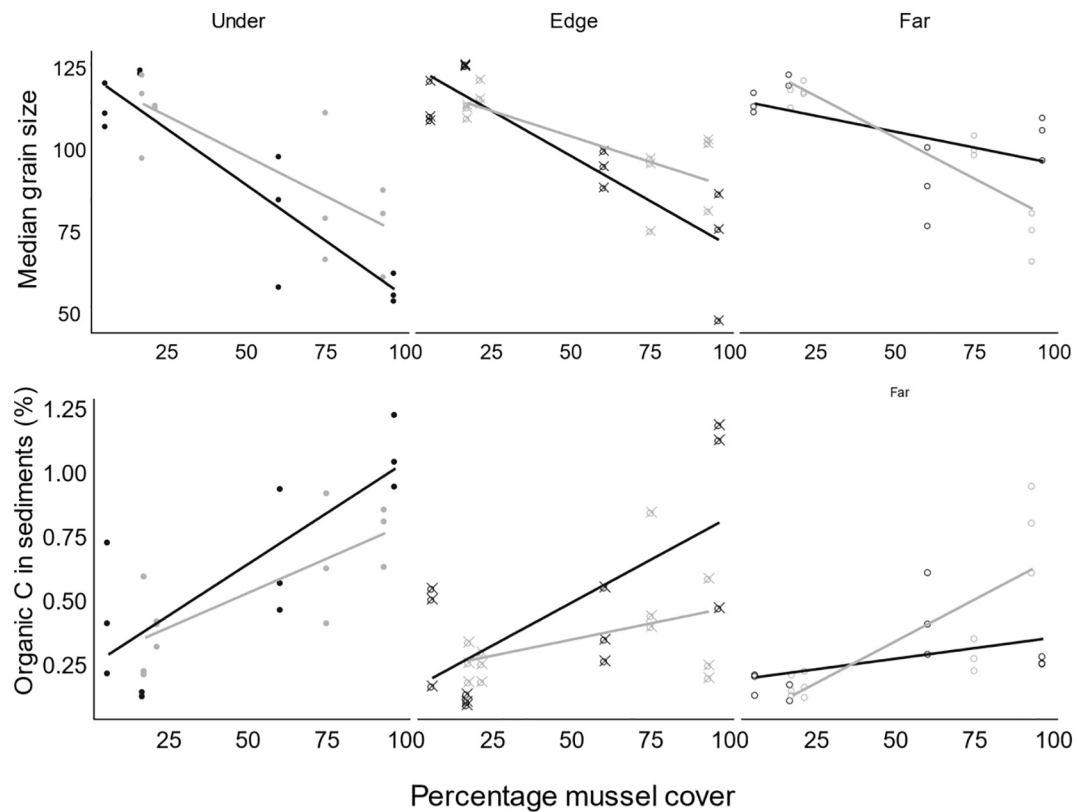 Under Edge Far
Median grain size
125
100
75
50
25 50 75 100 25 50 75 100 25 50 75 100
Far
Organic C in sediments (%)
1.25
1.00
0.75
0.50
0.25
25 50 75 100 25 50 75 100 25 50 75 100
Percentage mussel cover